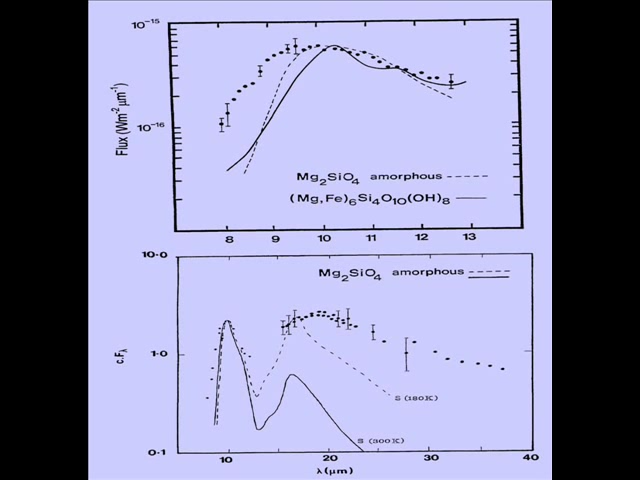 10⁻¹⁵
10⁻¹⁶
Flux (Wm⁻² μm⁻¹)
Mg₂SiO₄ amorphous
(Mg,Fe)₆Si₄O₁₀(OH)₈
8 9 10 11 12 13
10·0
1·0
0·1
c.Fλ
Mg₂SiO₄ amorphous
S (180K)
S (300K)
10 20 30 40
λ(μm)